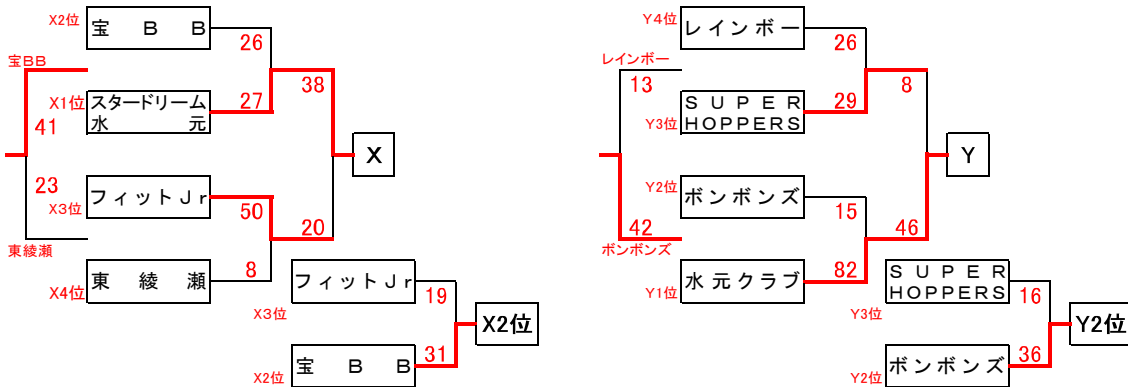 X2位
宝　B　B
26
宝BB
38
X1位
スタードリーム
水　　元
27
41
X
23
X3位
フィットＪｒ
50
20
東綾瀬
X4位
東　綾　瀬
8
フィットＪｒ
19
X3位
X2位
宝　B　B
31
X2位
Y4位
レインボー
26
レインボー
13
8
Y3位
ＳＵＰＥＲ
ＨＯＰＰＥＲＳ
29
Y
Y2位
ボンボンズ
15
42
46
ボンボンズ
Y1位
水元クラブ
82
ＳＵＰＥＲ
ＨＯＰＰＥＲＳ
16
Y3位
Y2位
ボンボンズ
36
Y2位